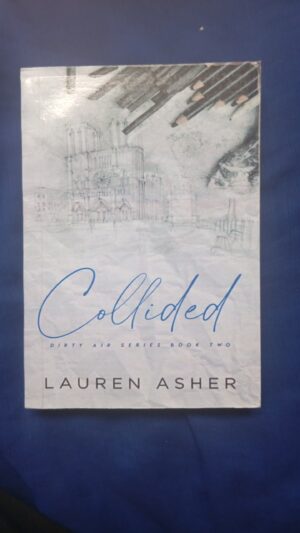 Collided
DIRTY AIR SERIES BOOK TWO
LAUREN ASHER